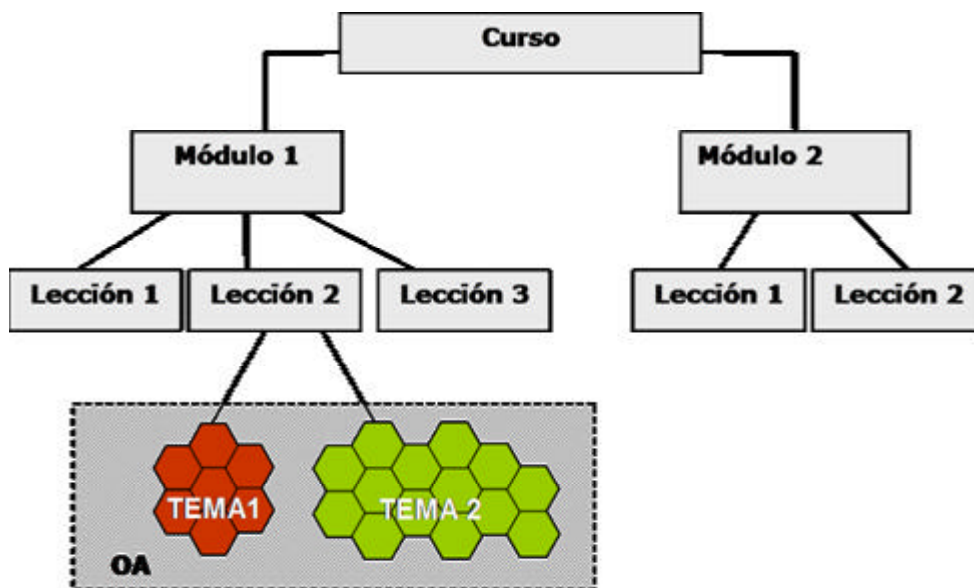 Curso
Módulo 1
Módulo 2
Lección 1
Lección 2
Lección 3
Lección 1
Lección 2
TEMA1
TEMA 2
OA